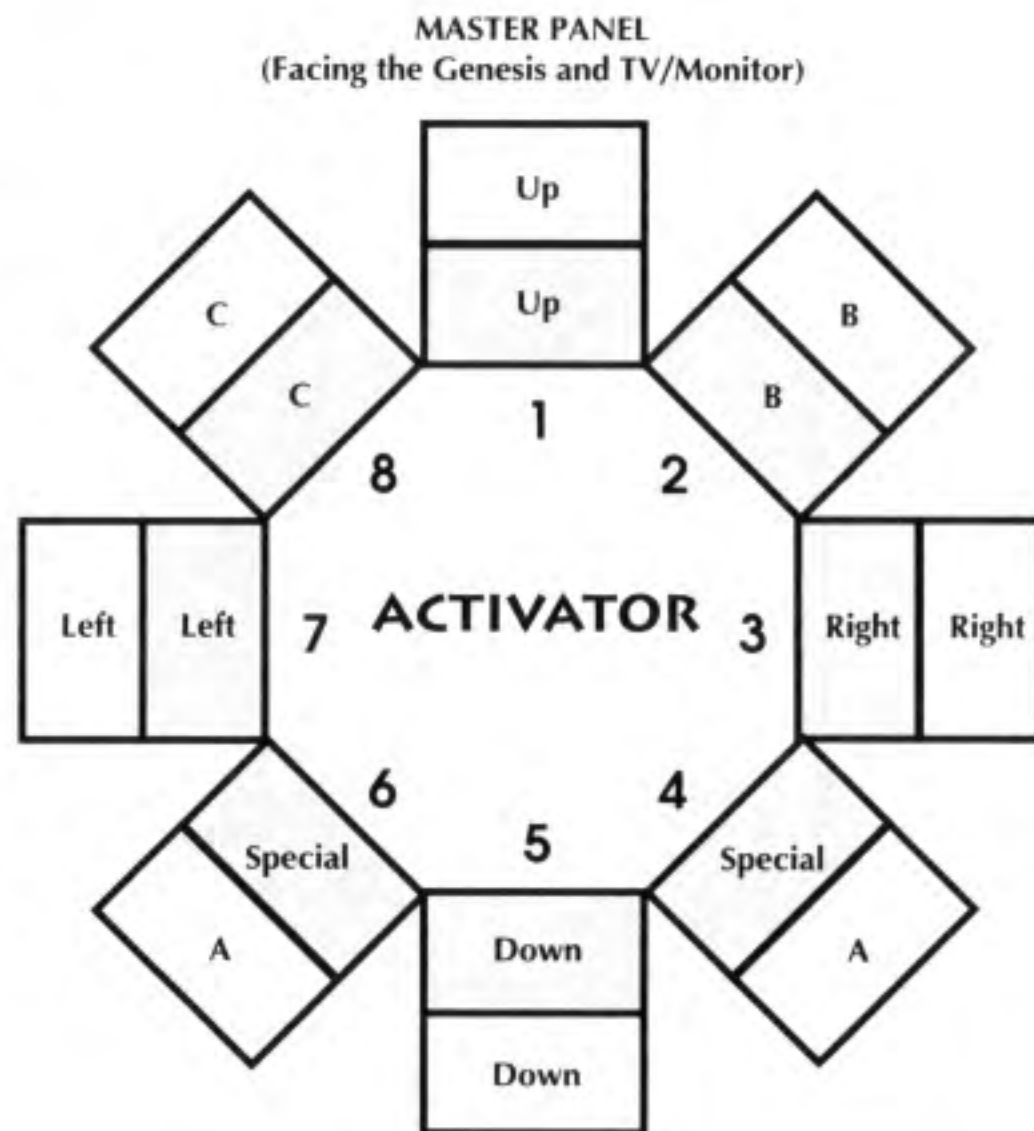 MASTER PANEL
(Facing the Genesis and TV/Monitor)
Up
Up
C
B
C
B
1
8
2
Left
Left
7
ACTIVATOR
3
Right
Right
6
4
5
Special
Special
A
Down
A
Down